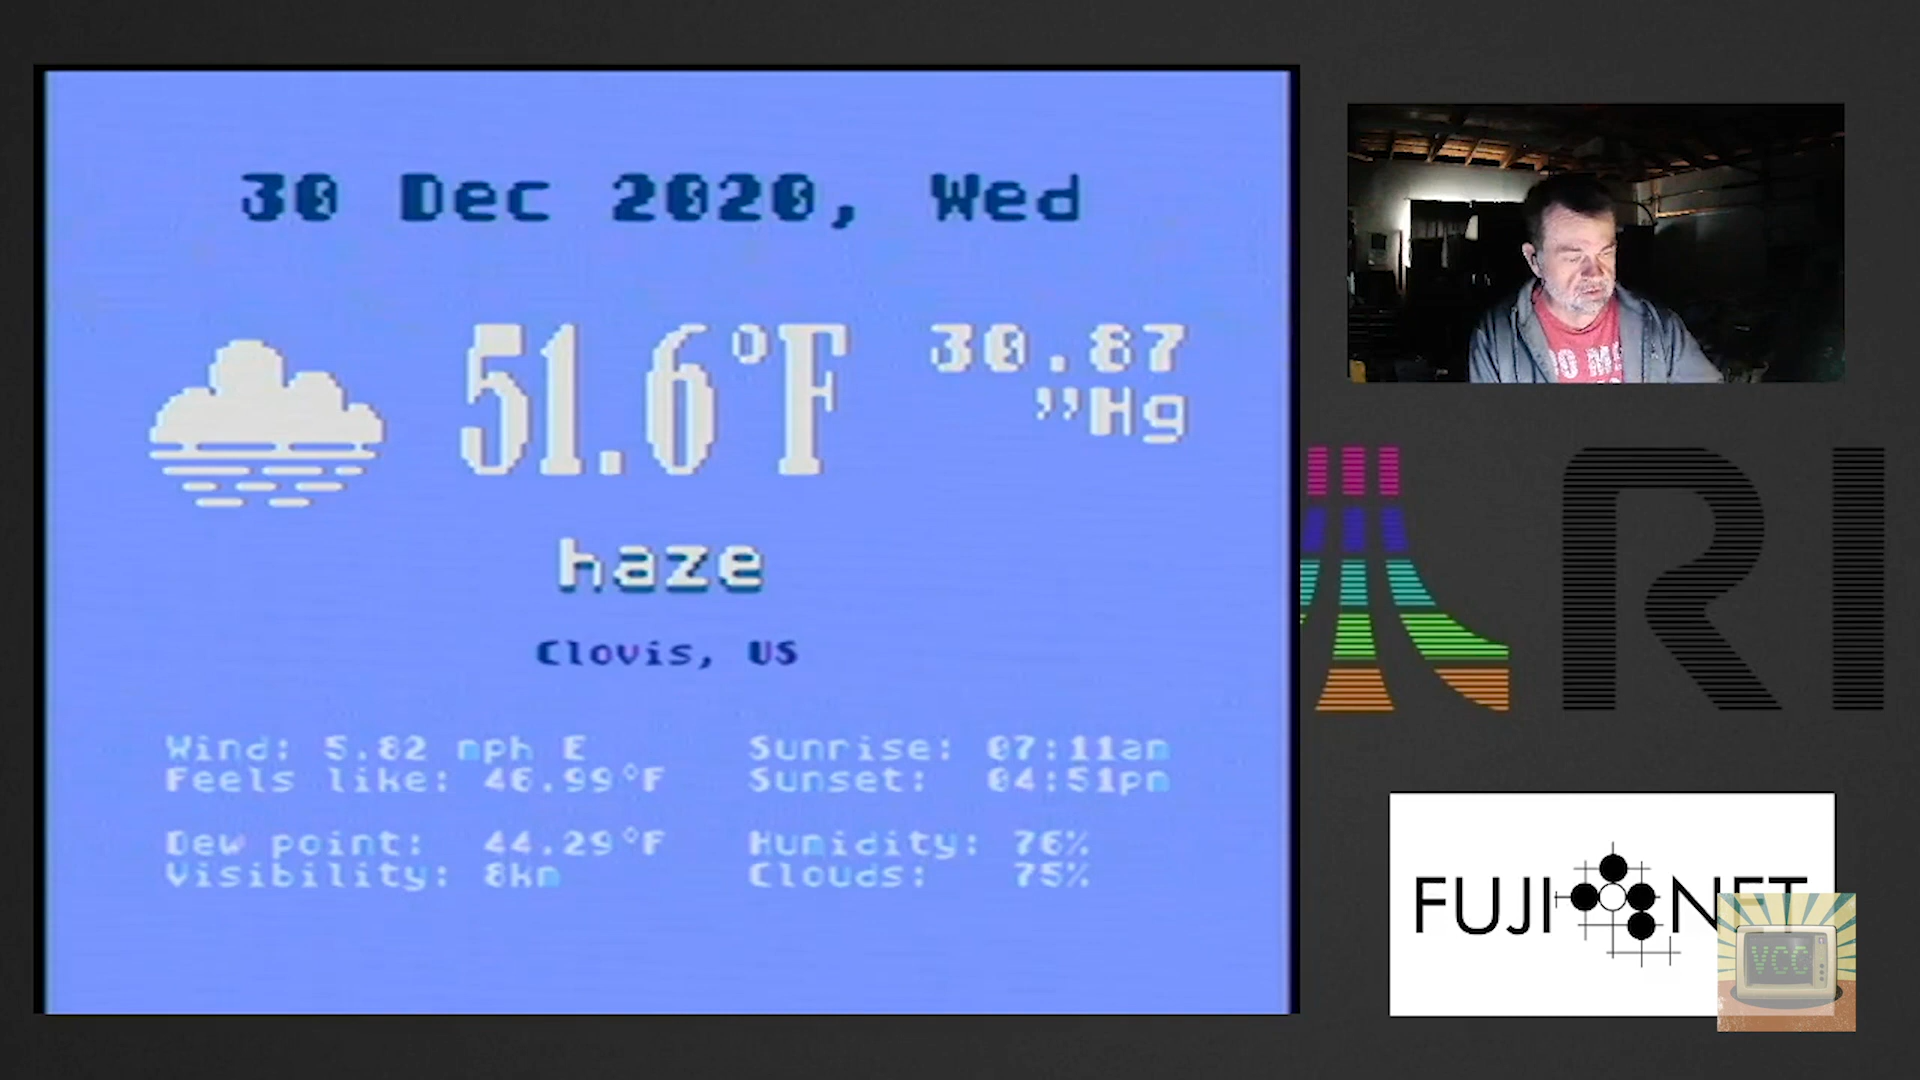 30 Dec 2020, Wed
51.6°F
30.87
"Hg
haze
Clovis, US
Wind: 5.82 mph E
Feels like: 46.99°F
Sunrise: 07:11am
Sunset: 04:51pm
Dew point: 44.29°F
Visibility: 8km
Humidity: 76%
Clouds: 75%
RI
FUJINET
VCC